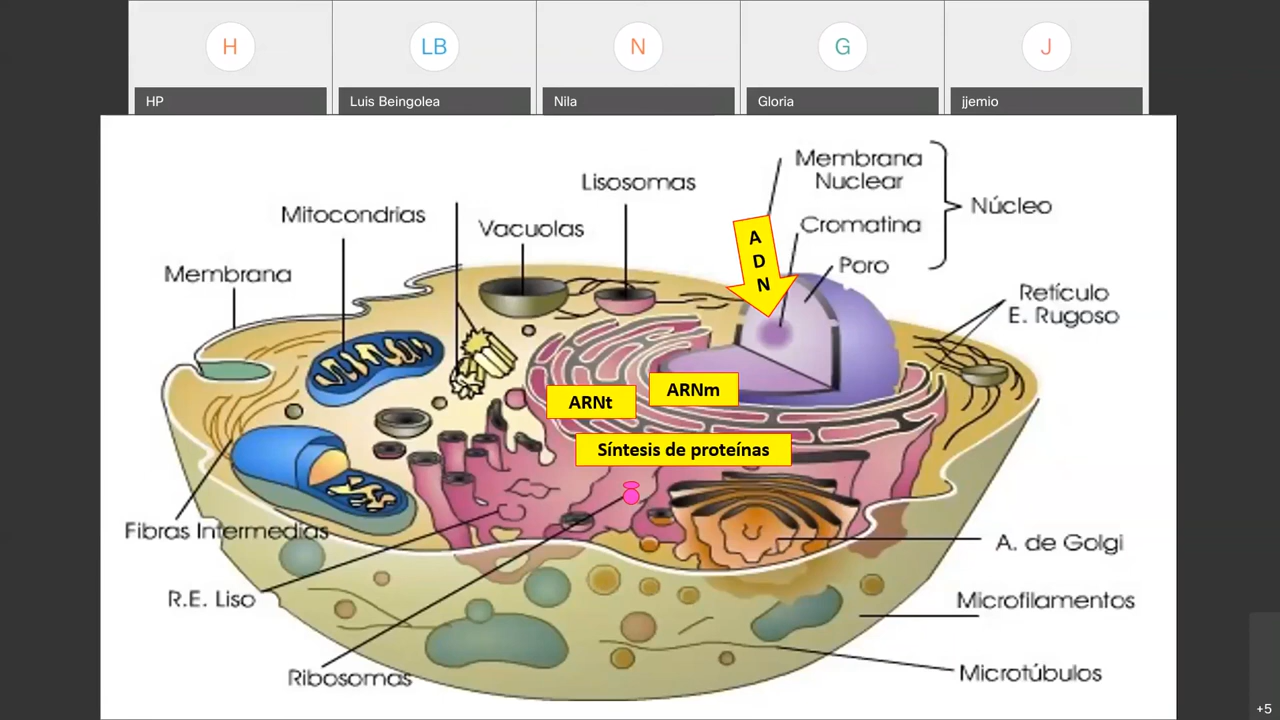 H
LB
N
G
J
HP
Luis Beingolea
Nila
Gloria
jjemio
Membrana
Nuclear
Cromatina
Poro
Núcleo
Lisosomas
Mitocondrias
Vacuolas
Membrana
A
D
N
Retículo
E. Rugoso
ARNt
ARNm
Síntesis de proteínas
Fibras Intermedias
A. de Golgi
R.E. Liso
Microfilamentos
Ribosomas
Microtúbulos
+5